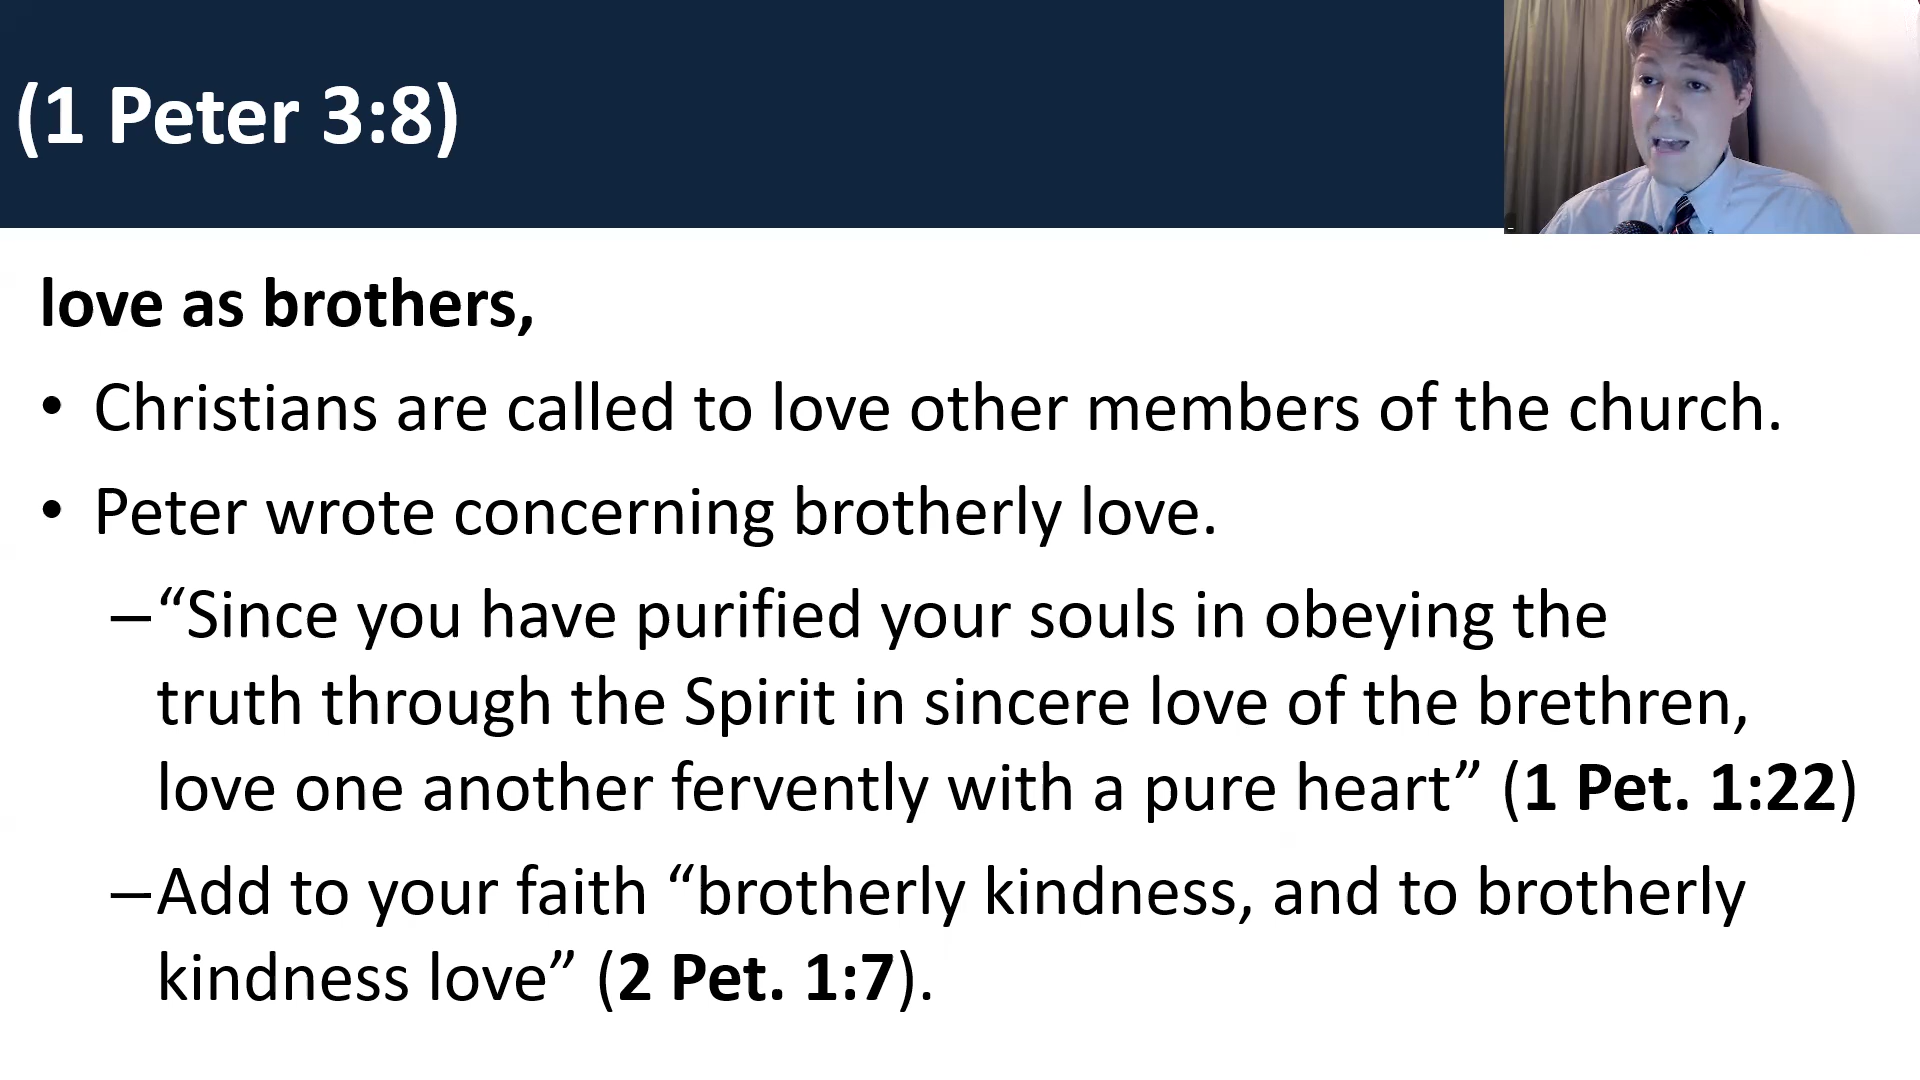 (1 Peter 3:8)
love as brothers,
• Christians are called to love other members of the church.
• Peter wrote concerning brotherly love.
–“Since you have purified your souls in obeying the
truth through the Spirit in sincere love of the brethren,
love one another fervently with a pure heart” (1 Pet. 1:22)
–Add to your faith “brotherly kindness, and to brotherly
kindness love” (2 Pet. 1:7).